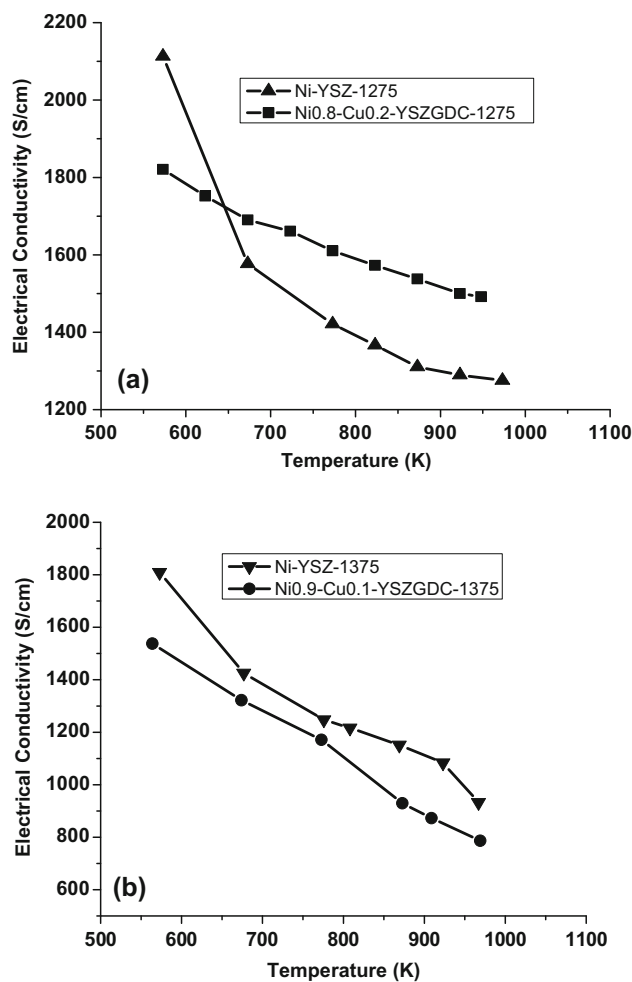 2200
2000
1800
1600
1400
1200
Electrical Conductivity (S/cm)
Ni-YSZ-1275
Ni0.8-Cu0.2-YSZGDC-1275
(a)
500 600 700 800 900 1000 1100
Temperature (K)
2000
1800
1600
1400
1200
1000
800
600
Electrical Conductivity (S/cm)
Ni-YSZ-1375
Ni0.9-Cu0.1-YSZGDC-1375
(b)
500 600 700 800 900 1000 1100
Temperature (K)